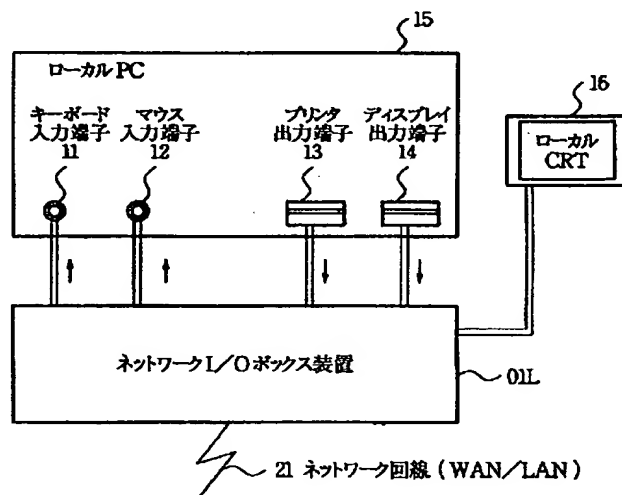 15
ローカルPC
キーボード
入力端子
11
マウス
入力端子
12
プリンタ
出力端子
13
ディスプレイ
出力端子
14
16
ローカル
CRT
ネットワークI/Oボックス装置
01L
21 ネットワーク回線(WAN/LAN)